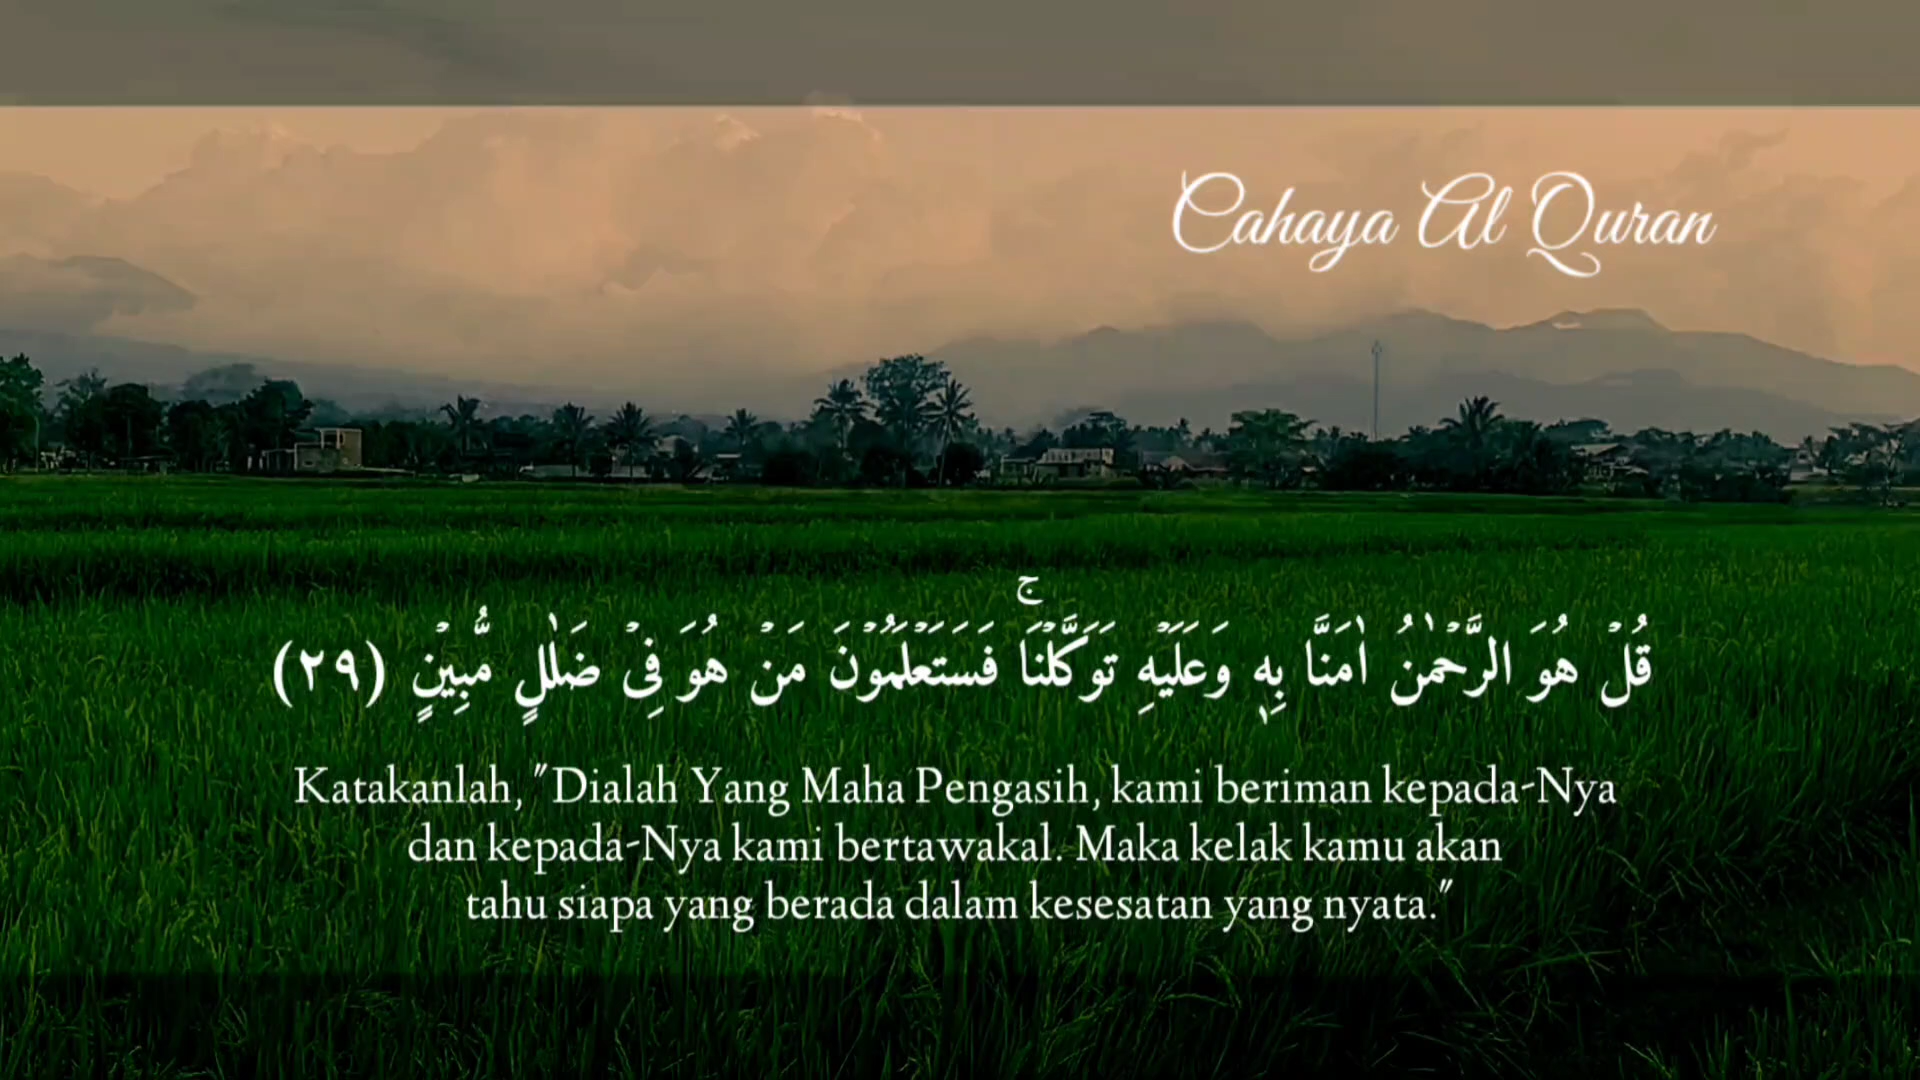 Cahaya Al Quran
قُلْ هُوَ الرَّحْمٰنُ اٰمَنَّا بِهٖ وَعَلَيْهِ تَوَكَّلْنَاۚ فَسَتَعْلَمُوْنَ مَنْ هُوَ فِيْ ضَلٰلٍ مُّبِيْنٍ (٢٩)
Katakanlah, "Dialah Yang Maha Pengasih, kami beriman kepada-Nya
dan kepada-Nya kami bertawakal. Maka kelak kamu akan
tahu siapa yang berada dalam kesesatan yang nyata."